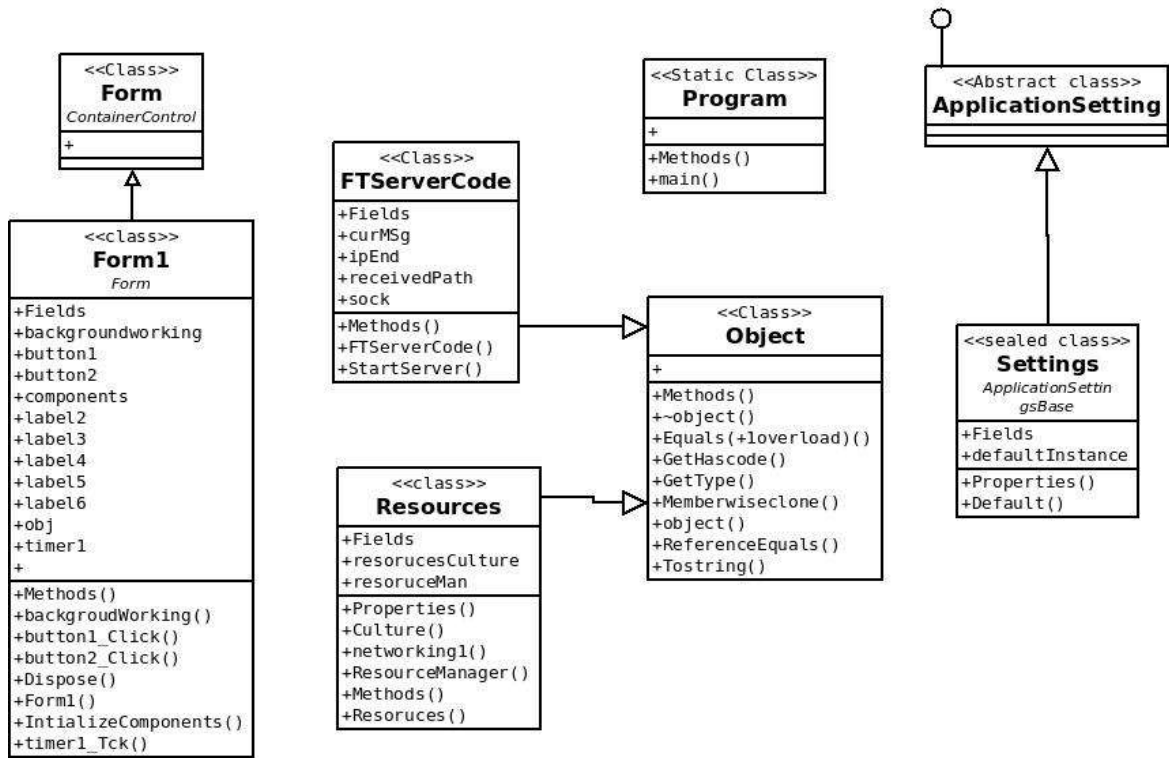 <<Class>>
Form
ContainerControl
+
<<class>>
Form1
Form
+Fields
+backgroundworking
+button1
+button2
+components
+label2
+label3
+label4
+label5
+label6
+obj
+timer1
+
+Methods()
+backgroudWorking()
+button1_Click()
+button2_Click()
+Dispose()
+Form1()
+IntializeComponents()
+timer1_Tck()
<<Class>>
FTServerCode
+Fields
+curMSg
+ipEnd
+receivedPath
+sock
+Methods()
+FTServerCode()
+StartServer()
<<class>>
Resources
+Fields
+resorucesCulture
+resoruceMan
+Properties()
+Culture()
+networking1()
+ResourceManager()
+Methods()
+Resoruces()
<<Static Class>>
Program
+
+Methods()
+main()
<<Class>>
Object
+
+Methods()
+~object()
+Equals(+1overload)()
+GetHascode()
+GetType()
+Memberwiseclone()
+object()
+ReferenceEquals()
+Tostring()
<<Abstract class>>
ApplicationSetting
<<sealed class>>
Settings
ApplicationSettin
gsBase
+Fields
+defaultInstance
+Properties()
+Default()